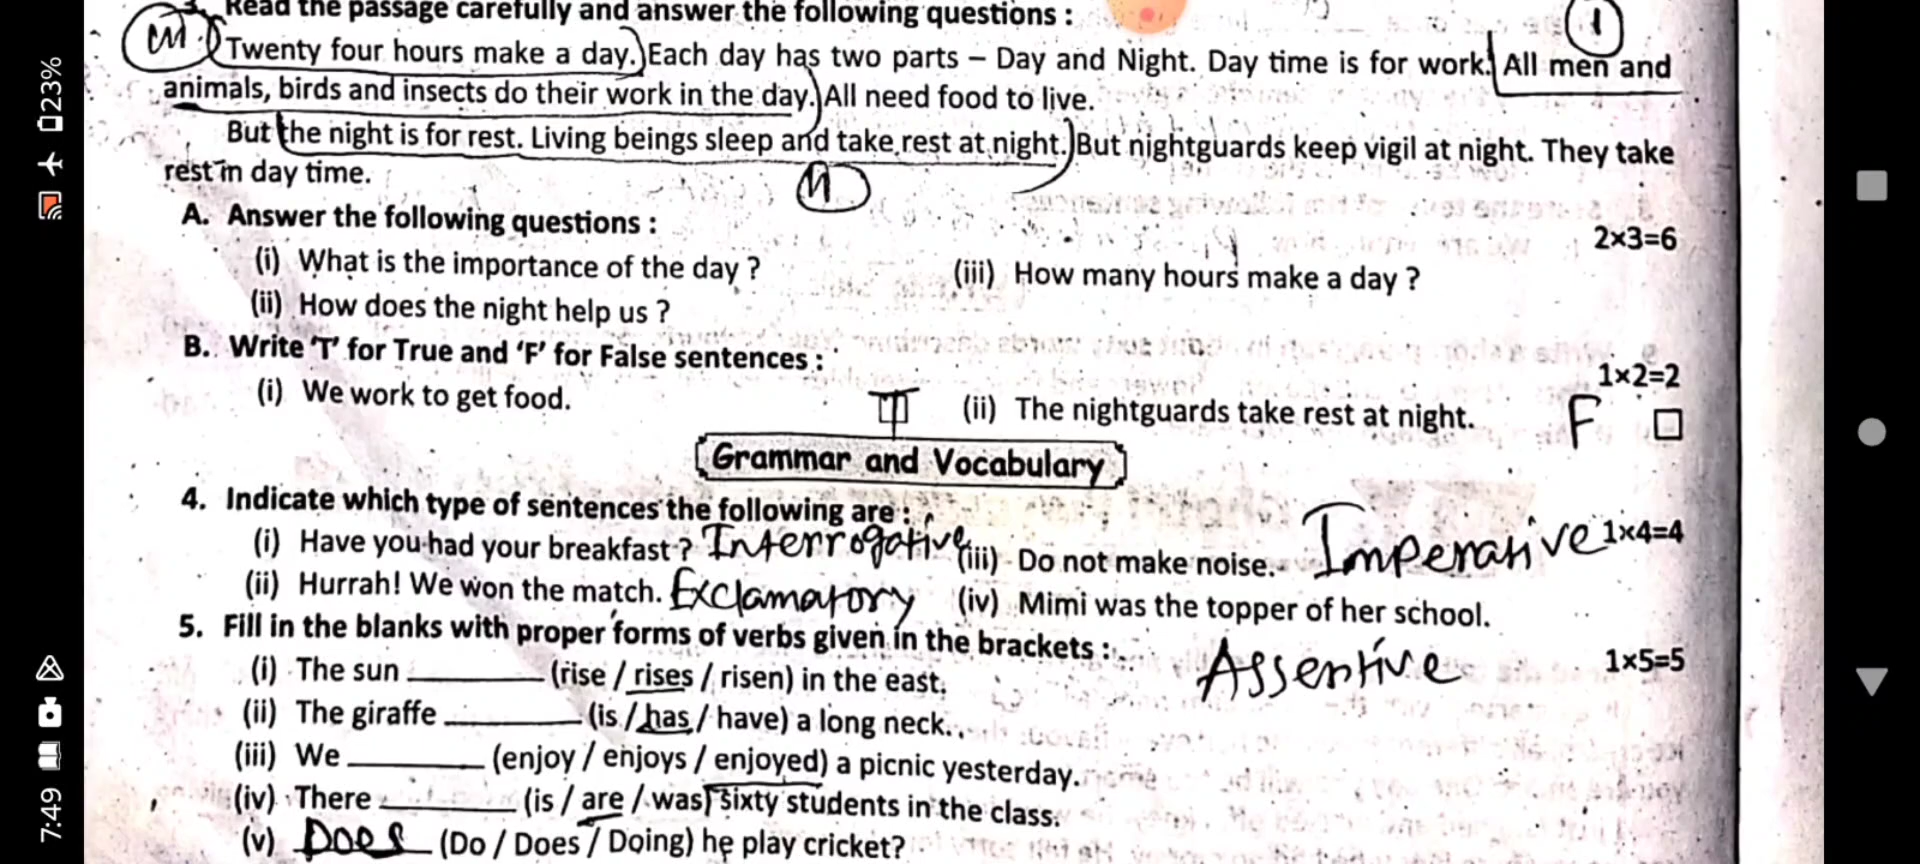 3. Read the passage carefully and answer the following questions :
(iii) Twenty four hours make a day. Each day has two parts – Day and Night. Day time is for work. All men and
(i)
animals, birds and insects do their work in the day. All need food to live.
But the night is for rest. Living beings sleep and take rest at night. But nightguards keep vigil at night. They take
rest in day time.
(ii)
A. Answer the following questions : 2×3=6
(i) What is the importance of the day ? (iii) How many hours make a day ?
(ii) How does the night help us ?
B. Write ‘T’ for True and ‘F’ for False sentences : 1×2=2
(i) We work to get food. T (ii) The nightguards take rest at night. F
Grammar and Vocabulary
4. Indicate which type of sentences the following are : 1×4=4
(i) Have you had your breakfast ? Interrogative (iii) Do not make noise. Imperative
(ii) Hurrah! We won the match. Exclamatory (iv) Mimi was the topper of her school.
Assertive
5. Fill in the blanks with proper forms of verbs given in the brackets : 1×5=5
(i) The sun ________ (rise / rises / risen) in the east.
(ii) The giraffe ________ (is / has / have) a long neck.
(iii) We ________ (enjoy / enjoys / enjoyed) a picnic yesterday.
(iv) There ________ (is / are / was) sixty students in the class.
(v) Does (Do / Does / Doing) he play cricket?
23%
7:49